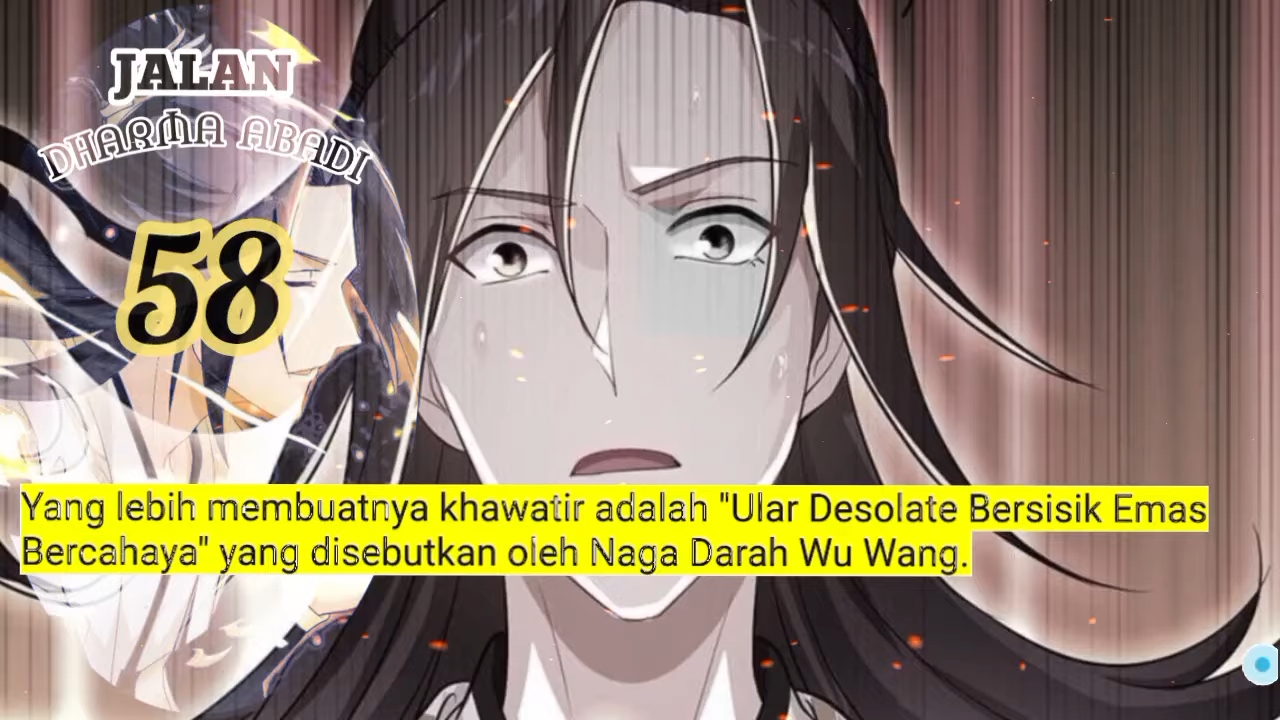 JALAN
DHARMA ABADI
58
Yang lebih membuatnya khawatir adalah "Ular Desolate Bersisik Emas
Bercahaya" yang disebutkan oleh Naga Darah Wu Wang.